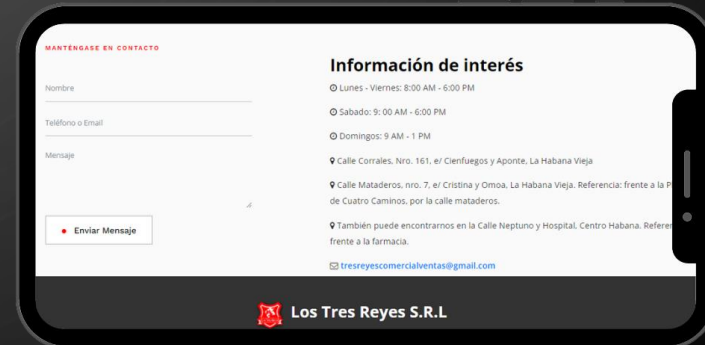 MANTÉNGASE EN CONTACTO
Nombre
Teléfono o Email
Mensaje
Enviar Mensaje
Información de interés
Lunes - Viernes: 8:00 AM - 6:00 PM
Sabado: 9: 00 AM - 6:00 PM
Domingos: 9 AM - 1 PM
Calle Corrales, Nro. 161, e/ Cienfuegos y Aponte, La Habana Vieja
Calle Mataderos, nro. 7, e/ Cristina y Omoa, La Habana Vieja. Referencia: frente a la
de Cuatro Caminos, por la calle mataderos.
También puede encontrarnos en la Calle Neptuno y Hospital, Centro Habana.
frente a la farmacia.
tresreyescomercialventas@gmail.com
Los Tres Reyes S.R.L